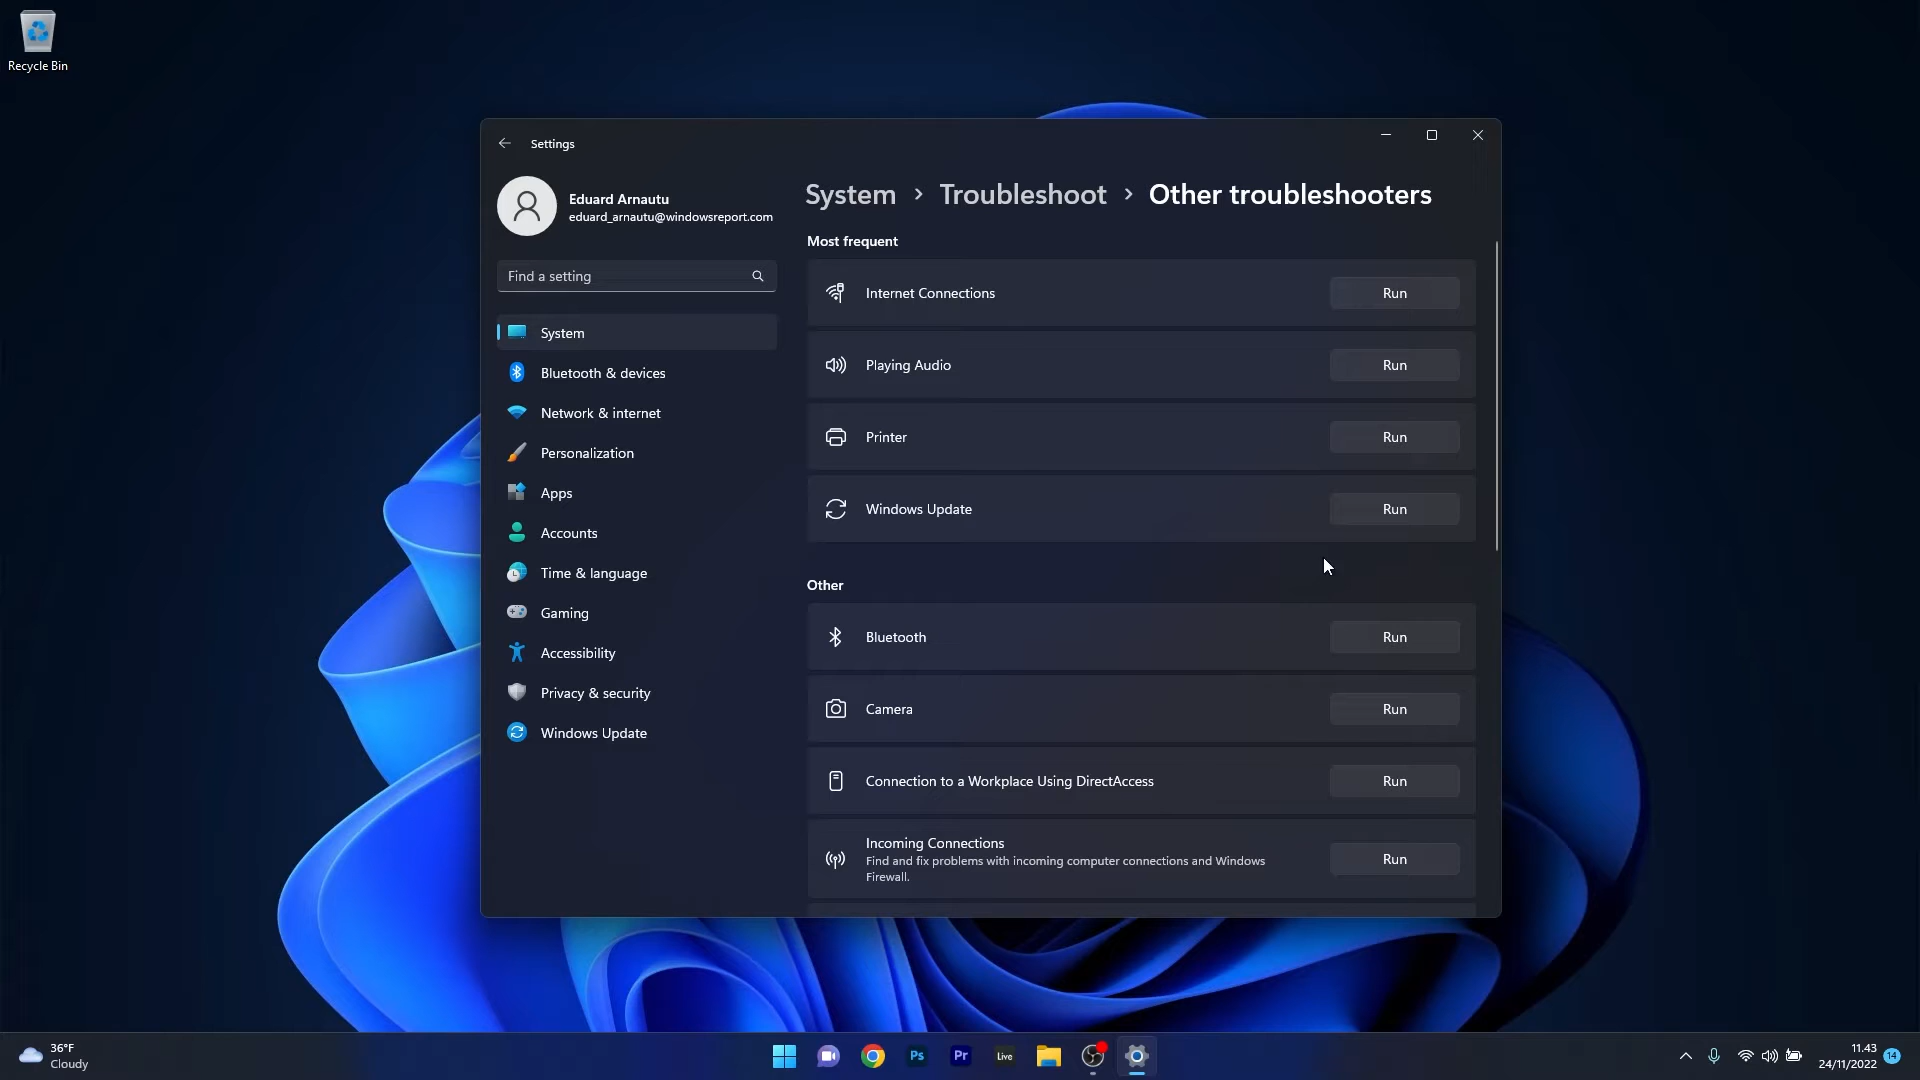 Recycle Bin
Settings
Eduard Arnautu
eduard_arnautu@windowsreport.com
Find a setting
System
Bluetooth & devices
Network & internet
Personalization
Apps
Accounts
Time & language
Gaming
Accessibility
Privacy & security
Windows Update
System › Troubleshoot › Other troubleshooters
Most frequent
Internet Connections Run
Playing Audio Run
Printer Run
Windows Update Run
Other
Bluetooth Run
Camera Run
Connection to a Workplace Using DirectAccess Run
Incoming Connections
Find and fix problems with incoming computer connections and Windows
Firewall.
Run
36°F
Cloudy
Ps
Pr
Live
11.43
24/11/2022
14